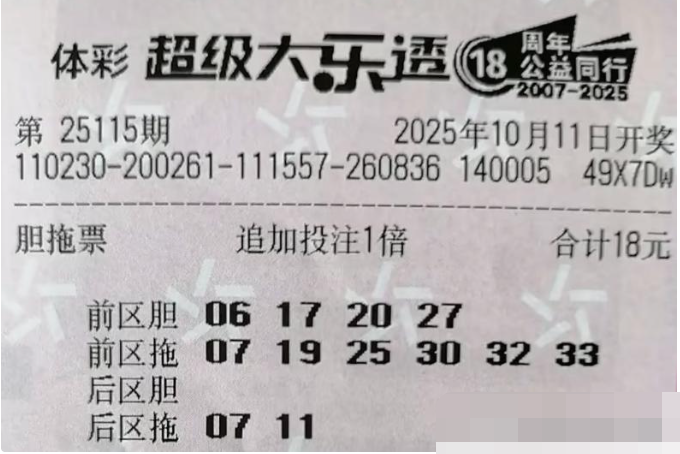 体彩 超级大乐透 18周年公益同行 2007-2025
第 25115期 2025年10月11日开奖
110230-200261-111557-260836 140005 49X7Dw
胆拖票 追加投注1倍 合计18元
前区胆 06 17 20 27
前区拖 07 19 25 30 32 33
后区胆
后区拖 07 11